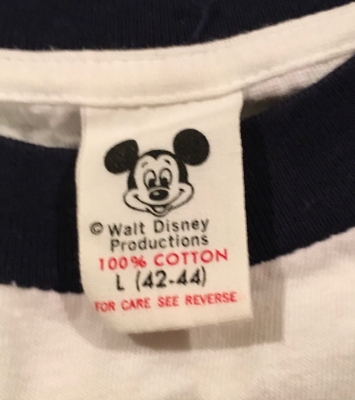 © Walt Disney
Productions
100% COTTON
L (42-44)
FOR CARE SEE REVERSE